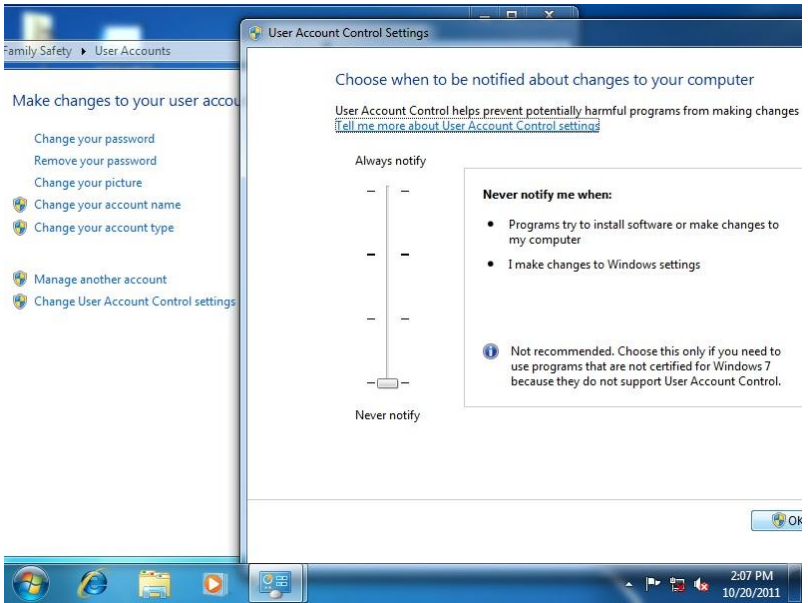 Family Safety ▸ User Accounts
Make changes to your user accou
Change your password
Remove your password
Change your picture
Change your account name
Change your account type
Manage another account
Change User Account Control settings
User Account Control Settings
Choose when to be notified about changes to your computer
User Account Control helps prevent potentially harmful programs from making changes
Tell me more about User Account Control settings
Always notify
Never notify
Never notify me when:
• Programs try to install software or make changes to
my computer
• I make changes to Windows settings
Not recommended. Choose this only if you need to
use programs that are not certified for Windows 7
because they do not support User Account Control.
OK
2:07 PM
10/20/2011